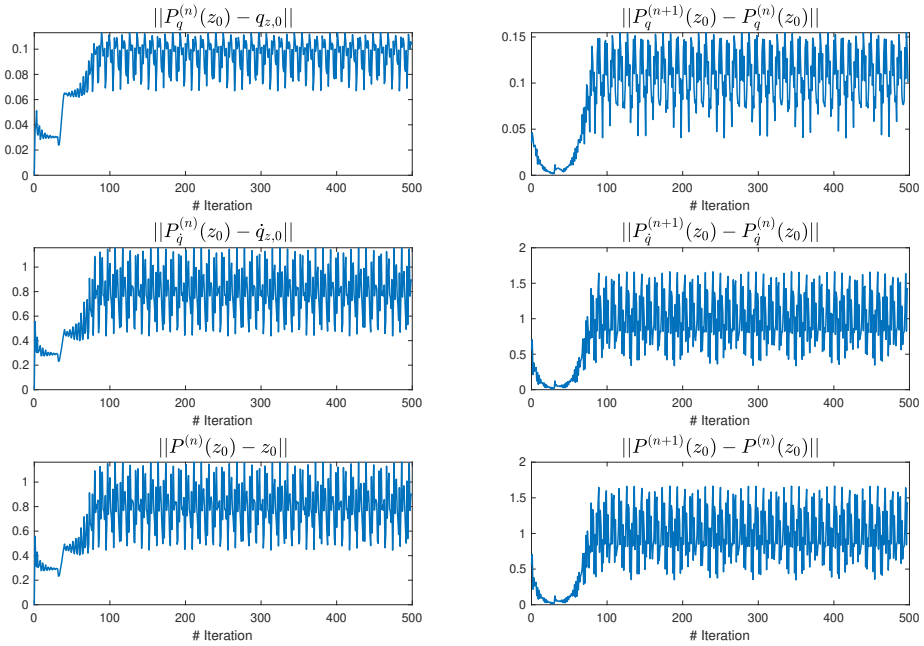 ||P_q^{(n)}(z_0) − q_{z,0}||
0.1
0.08
0.06
0.04
0.02
0
0 100 200 300 400 500
# Iteration
||P_q^{(n+1)}(z_0) − P_q^{(n)}(z_0)||
0.15
0.1
0.05
0
0 100 200 300 400 500
# Iteration
||P_{q̇}^{(n)}(z_0) − q̇_{z,0}||
1
0.8
0.6
0.4
0.2
0
0 100 200 300 400 500
# Iteration
||P_{q̇}^{(n+1)}(z_0) − P_{q̇}^{(n)}(z_0)||
2
1.5
1
0.5
0
0 100 200 300 400 500
# Iteration
||P^{(n)}(z_0) − z_0||
1
0.8
0.6
0.4
0.2
0
0 100 200 300 400 500
# Iteration
||P^{(n+1)}(z_0) − P^{(n)}(z_0)||
2
1.5
1
0.5
0
0 100 200 300 400 500
# Iteration